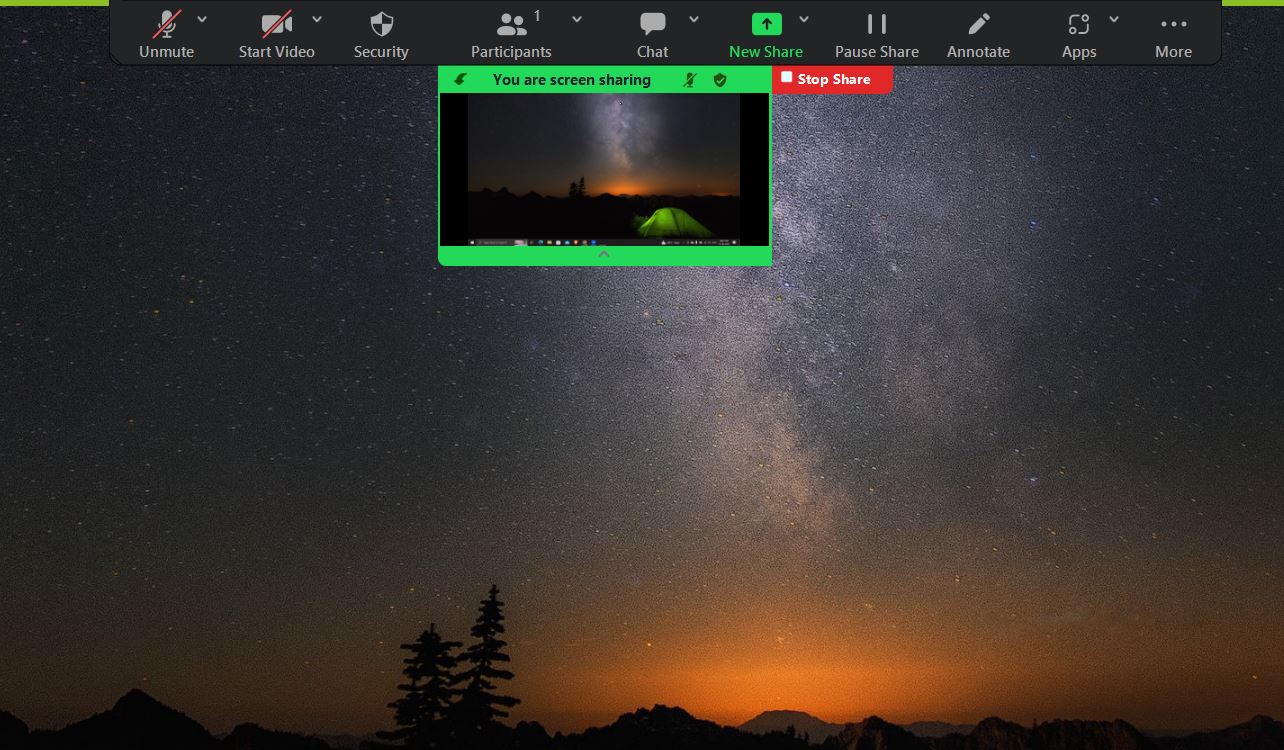 1
Unmute Start Video Security Participants Chat New Share Pause Share Annotate Apps More
You are screen sharing Stop Share